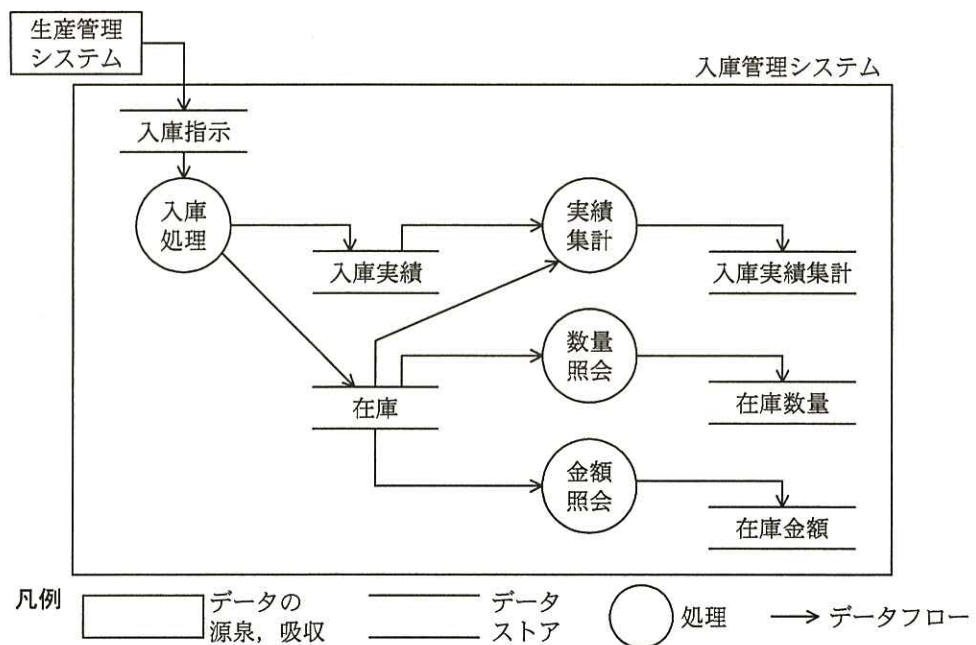 生産管理
システム
入庫管理システム
入庫指示
入庫
処理
実績
集計
入庫実績
入庫実績集計
数量
照会
在庫
在庫数量
金額
照会
在庫金額
凡例
データの
源泉，吸収
データ
ストア
処理
データフロー